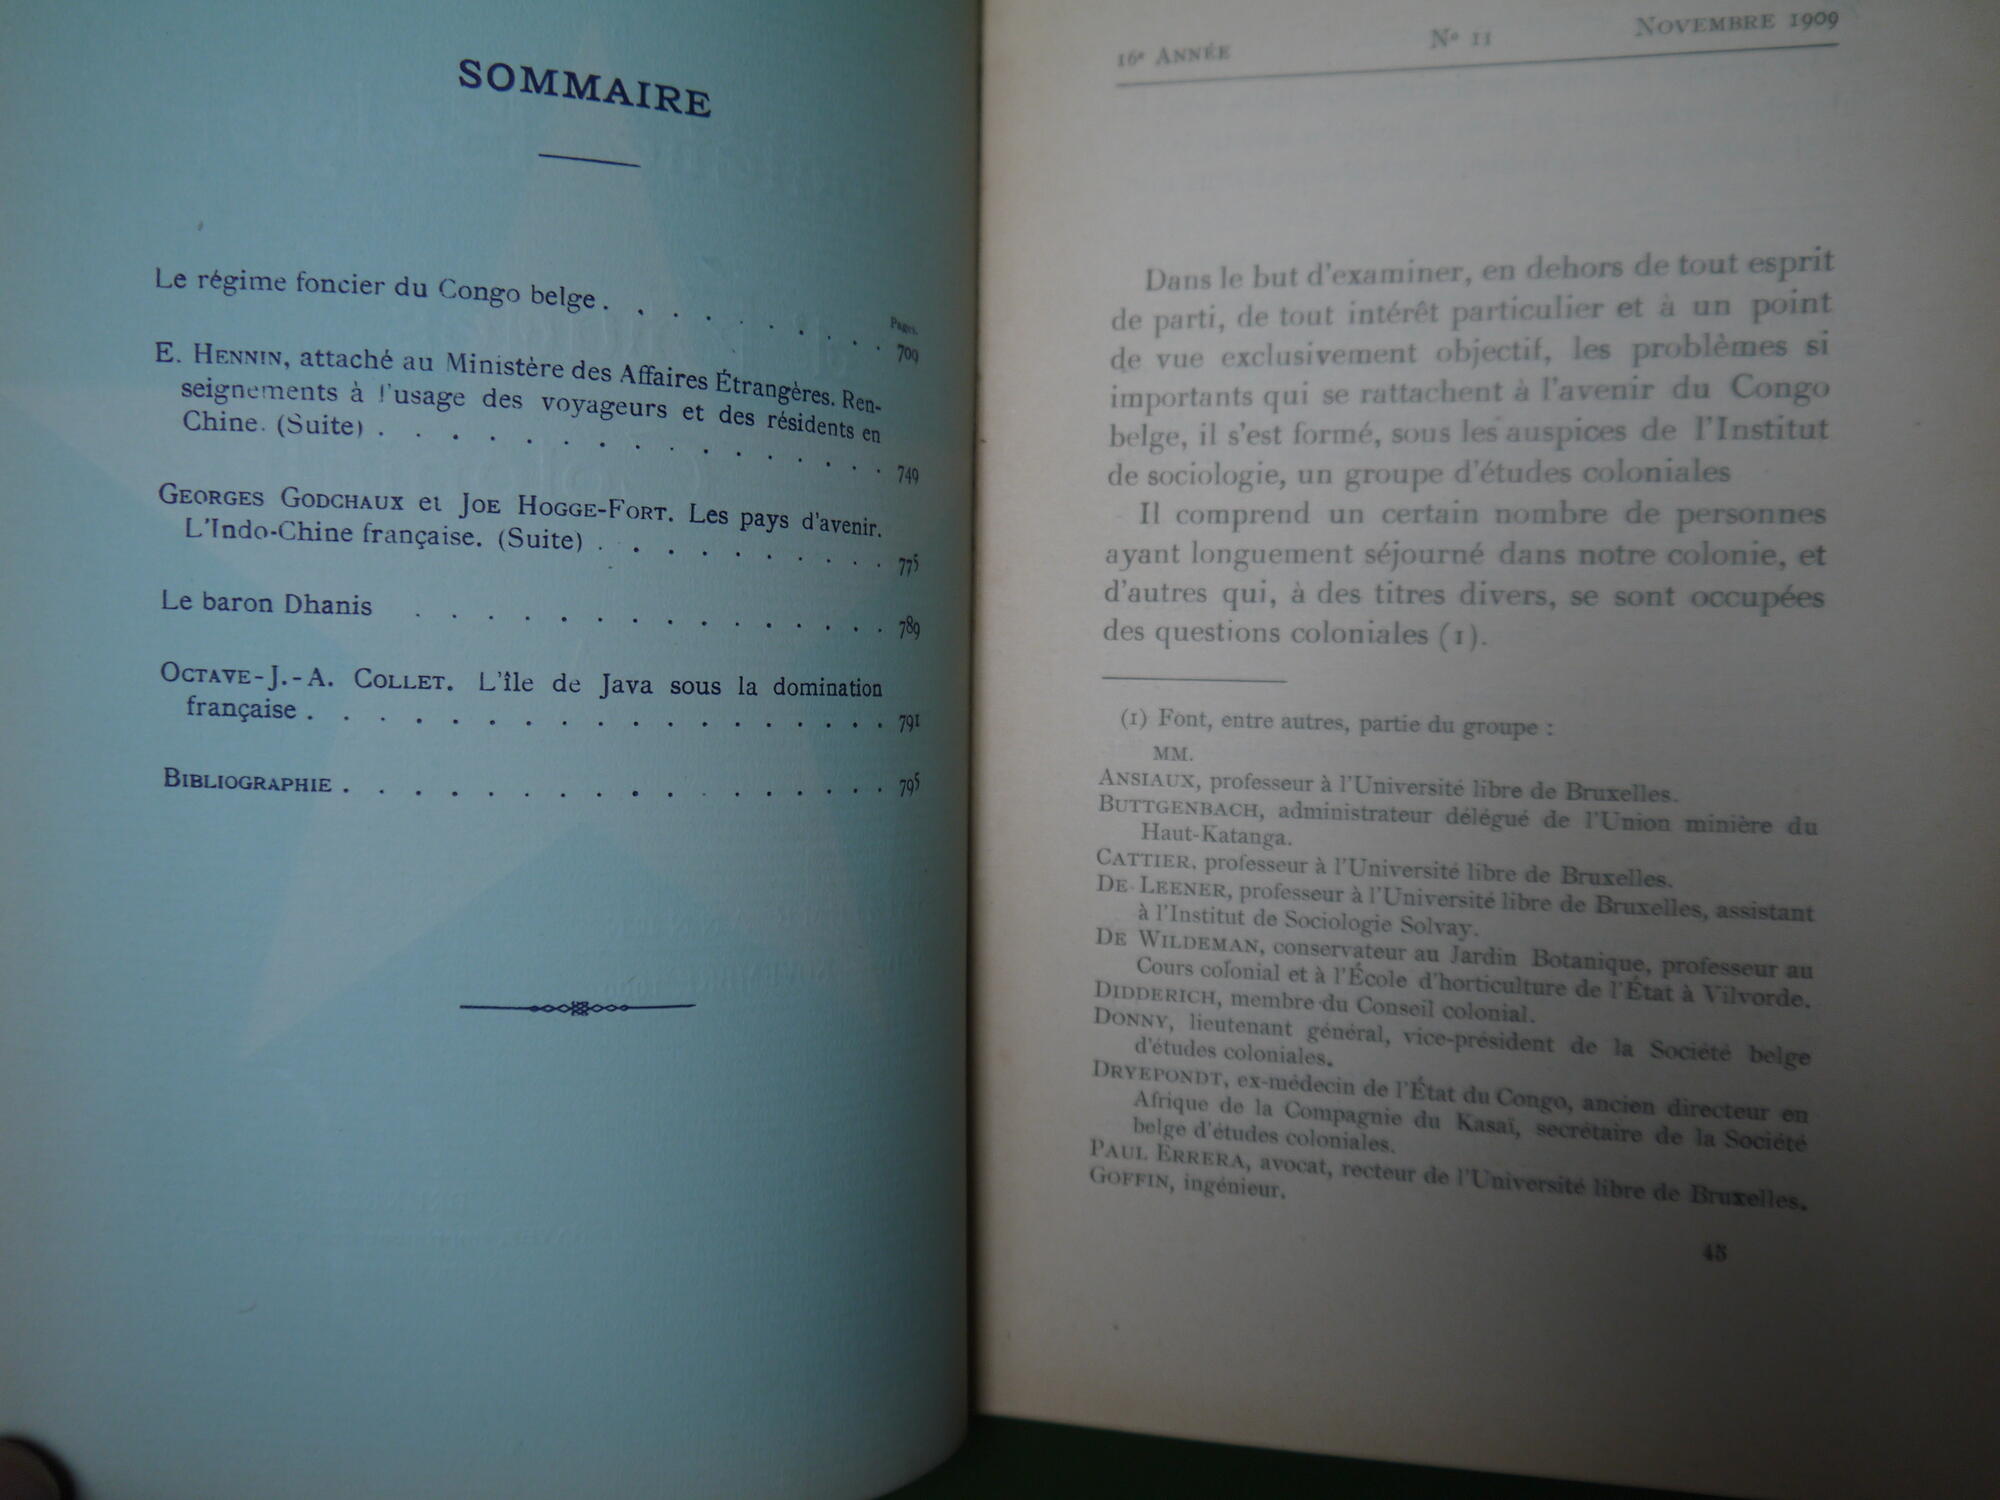 SOMMAIRE
Pages.
Le régime foncier du Congo belge . . . . . . . . . 709
E. HENNIN, attaché au Ministère des Affaires Étrangères. Ren-
seignements à l'usage des voyageurs et des résidents en
Chine. (Suite) . . . . . . . . . . . . . . . 749
GEORGES GODCHAUX et JOE HOGGE-FORT. Les pays d'avenir.
L'Indo-Chine française. (Suite) . . . . . . . . . 775
Le baron Dhanis . . . . . . . . . . . . . . 789
OCTAVE-J.-A. COLLET. L'île de Java sous la domination
française . . . . . . . . . . . . . . . . . 791
BIBLIOGRAPHIE . . . . . . . . . . . . . . . . 795
16e ANNÉE No 11 NOVEMBRE 1909
Dans le but d'examiner, en dehors de tout esprit
de parti, de tout intérêt particulier et à un point
de vue exclusivement objectif, les problèmes si
importants qui se rattachent à l'avenir du Congo
belge, il s'est formé, sous les auspices de l'Institut
de sociologie, un groupe d'études coloniales
Il comprend un certain nombre de personnes
ayant longuement séjourné dans notre colonie, et
d'autres qui, à des titres divers, se sont occupées
des questions coloniales (1).
(1) Font, entre autres, partie du groupe :
MM.
ANSIAUX, professeur à l'Université libre de Bruxelles.
BUTTGENBACH, administrateur délégué de l'Union minière du
Haut-Katanga.
CATTIER, professeur à l'Université libre de Bruxelles.
DE LEENER, professeur à l'Université libre de Bruxelles, assistant
à l'Institut de Sociologie Solvay.
DE WILDEMAN, conservateur au Jardin Botanique, professeur au
Cours colonial et à l'École d'horticulture de l'État à Vilvorde.
DIDDERICH, membre du Conseil colonial.
DONNY, lieutenant général, vice-président de la Société belge
d'études coloniales.
DRYEPONDT, ex-médecin de l'État du Congo, ancien directeur en
Afrique de la Compagnie du Kasaï, secrétaire de la Société
belge d'études coloniales.
PAUL ERRERA, avocat, recteur de l'Université libre de Bruxelles.
GOFFIN, ingénieur.
45